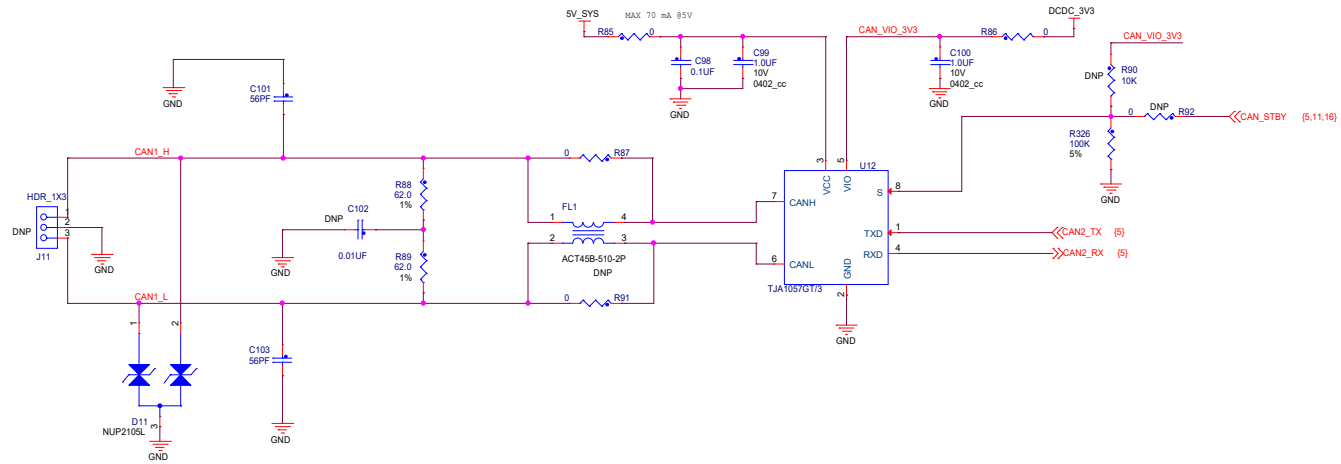 5V_SYS
MAX 70 mA @5V
DCDC_3V3
R85
0
CAN_VIO_3V3
R86
0
CAN_VIO_3V3
C98
0.1UF
C99
1.0UF
10V
0402_cc
C100
1.0UF
10V
0402_cc
DNP
R90
10K
GND
GND
C101
56PF
GND
DNP
0
R92
CAN_STBY
{5,11,16}
R326
100K
5%
GND
CAN1_H
0
R87
U12
3
5
VCC
VIO
HDR_1X3
1
2
3
DNP
J11
GND
R88
62.0
1%
DNP
C102
0.01UF
GND
R89
62.0
1%
FL1
1
4
2
3
ACT45B-510-2P
DNP
7
CANH
S
8
TXD
1
CAN2_TX
{5}
RXD
4
CAN2_RX
{5}
6
CANL
GND
TJA1057GT/3
2
GND
CAN1_L
0
R91
1
2
C103
56PF
GND
D11
NUP2105L
3
GND